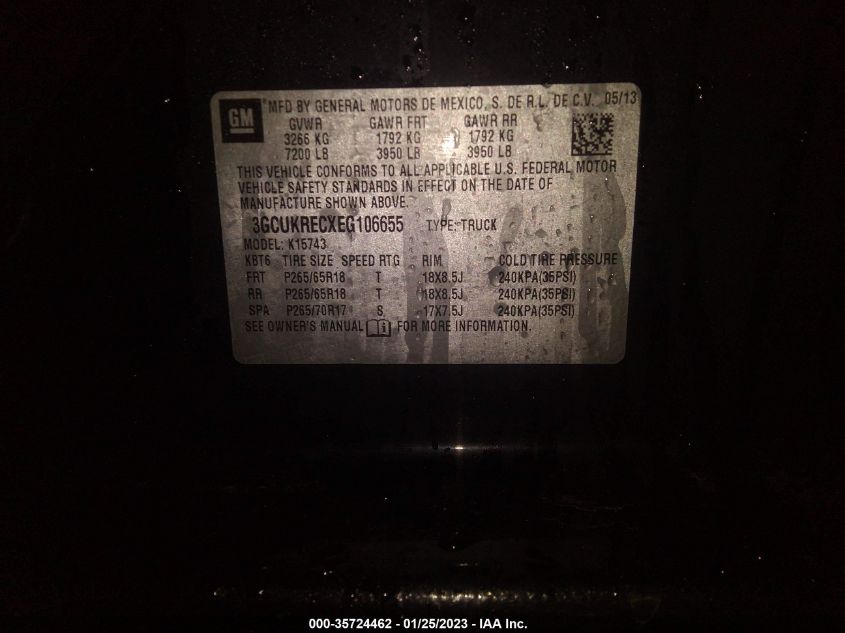 GM
MFD BY GENERAL MOTORS DE MEXICO, S. DE R.L. DE C.V. 05/13
GVWR GAWR FRT GAWR RR
3266 KG 1792 KG 1792 KG
7200 LB 3950 LB 3950 LB
THIS VEHICLE CONFORMS TO ALL APPLICABLE U.S. FEDERAL MOTOR
VEHICLE SAFETY STANDARDS IN EFFECT ON THE DATE OF
MANUFACTURE SHOWN ABOVE.
3GCUKRECXEG106655 TYPE: TRUCK
MODEL: K15743
KBT6 TIRE SIZE SPEED RTG RIM COLD TIRE PRESSURE
FRT P265/65R18 T 18X8.5J 240KPA(35PSI)
RR P265/65R18 T 18X8.5J 240KPA(35PSI)
SPA P265/70R17 S 17X7.5J 240KPA(35PSI)
SEE OWNER'S MANUAL FOR MORE INFORMATION.
000-35724462 - 01/25/2023 - IAA Inc.